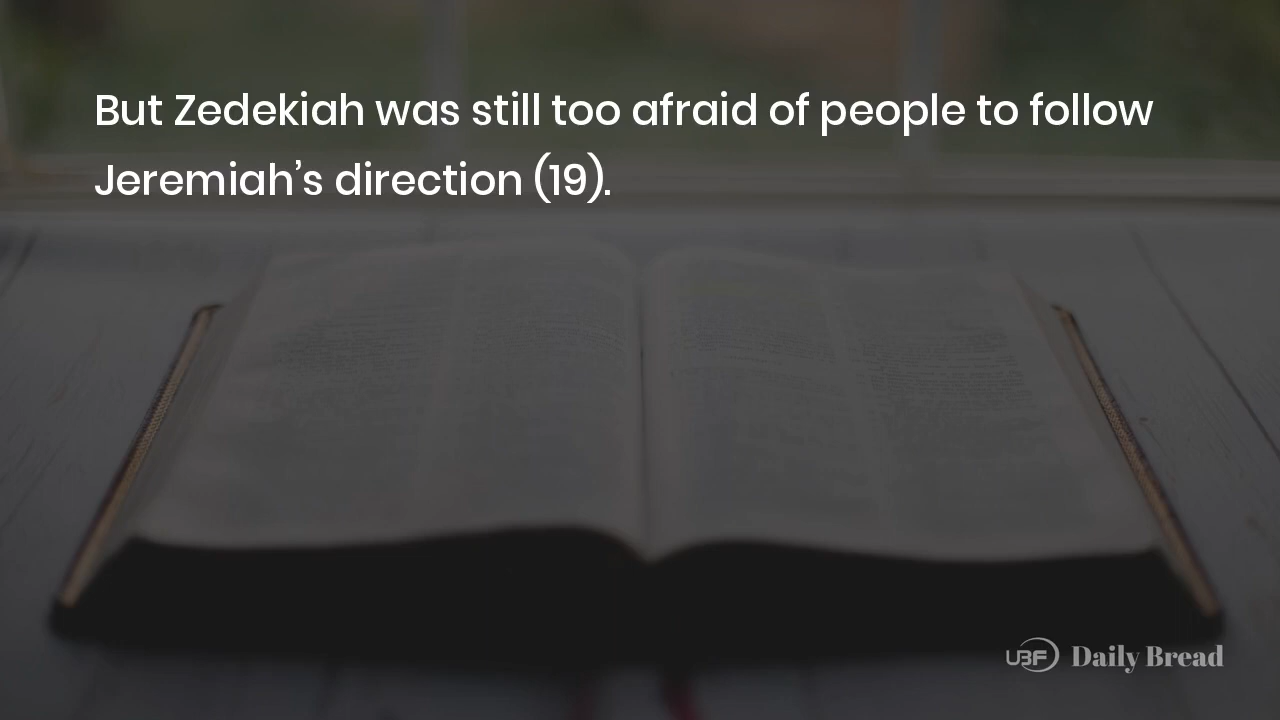 But Zedekiah was still too afraid of people to follow
Jeremiah’s direction (19).
UBF Daily Bread